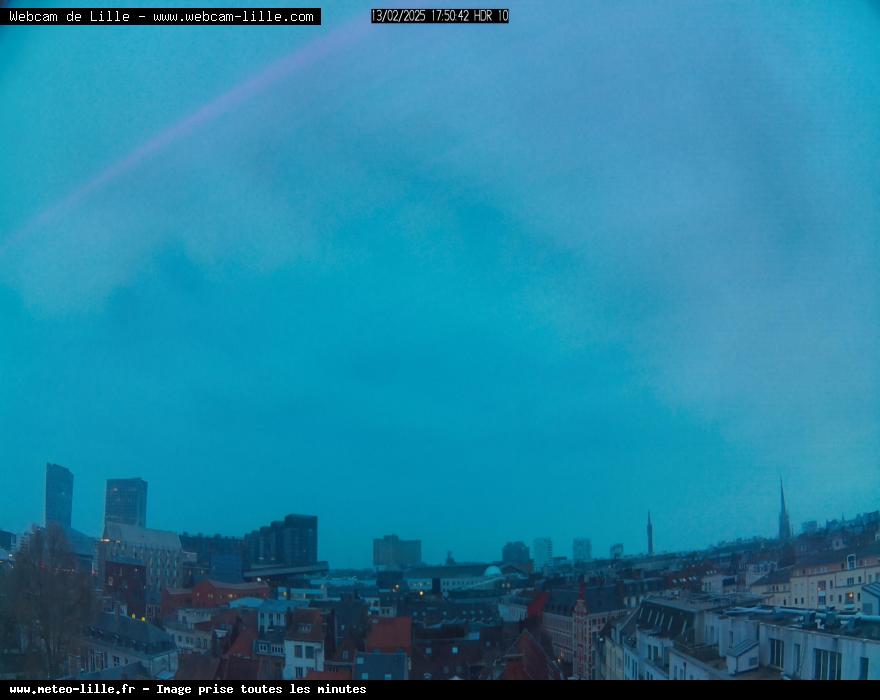 Webcam de Lille - www.webcam-lille.com
13/02/2025 17:50:42 HDR 10
www.meteo-lille.fr - Image prise toutes les minutes